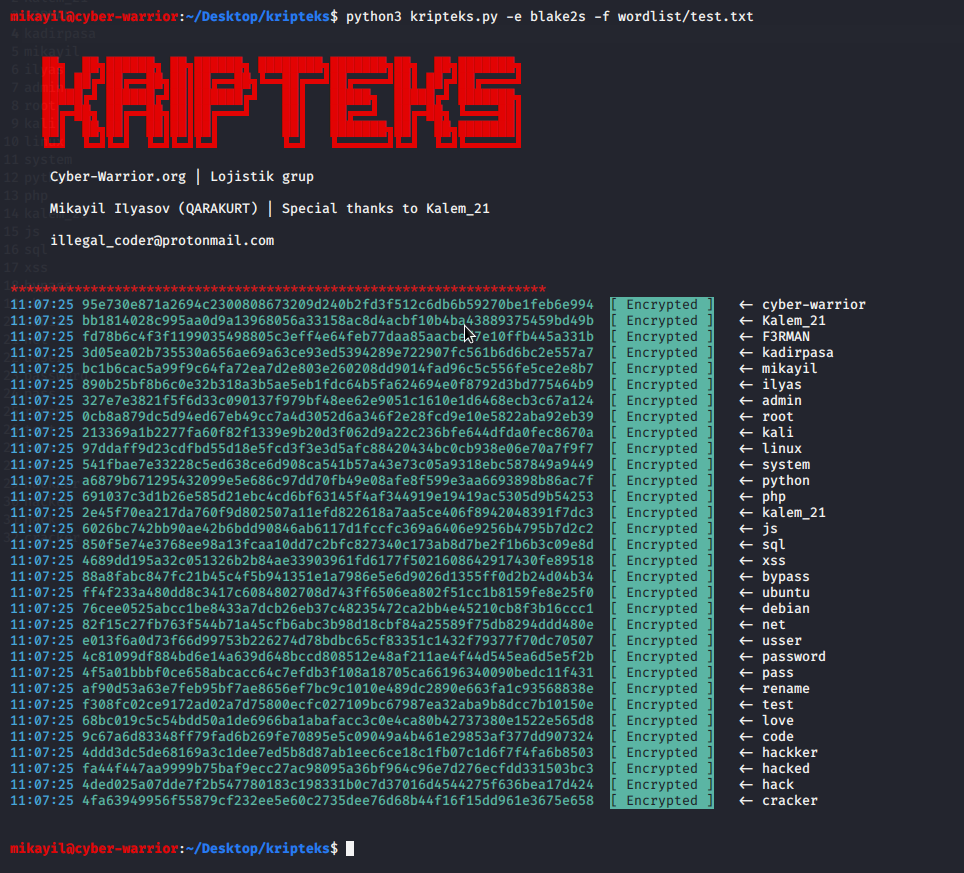 mikayil@cyber-warrior:~/Desktop/kripteks$ python3 kripteks.py -e blake2s -f wordlist/test.txt
KRIPTEKS
Cyber-Warrior.org | Lojistik grup
Mikayil Ilyasov (QARAKURT) | Special thanks to Kalem_21
illegal_coder@protonmail.com
*******************************************************************
11:07:25 95e730e871a2694c2300808673209d240b2fd3f512c6db6b59270be1feb6e994 [ Encrypted ] <- cyber-warrior
11:07:25 bb1814028c995aa0d9a13968056a33158ac8d4acbf10b4ba43889375459bd49b [ Encrypted ] <- Kalem_21
11:07:25 [ Encrypted ] <- F3RMAN
11:07:25 3d05ea02b735530a656ae69a63ce93ed5394289e722907fc561b6d6bc2e557a7 [ Encrypted ] <- kadirpasa
11:07:25 bc1b6cac5a99f9c64fa72ea7d2e803e260208dd9014fad96c5c556fe5ce2e8b7 [ Encrypted ] <- mikayil
11:07:25 890b25bf8b6c0e32b318a3b5ae5eb1fdc64b5fa624694e0f8792d3bd775464b9 [ Encrypted ] <- ilyas
11:07:25 327e7e3821f5f6d33c090137f979bf48ee62e9051c1610e1d6468ecb3c67a124 [ Encrypted ] <- admin
11:07:25 0cb8a879dc5d94ed67eb49cc7a4d3052d6a346f2e28fcd9e10e5822aba92eb39 [ Encrypted ] <- root
11:07:25 213369a1b2277fa60f82f1339e9b20d3f062d9a22c236bfe644dfda0fec8670a [ Encrypted ] <- kali
11:07:25 97ddaff9d23cdfbd55d18e5fcd3f3e3d5afc88420434bc0cb938e06e70a7f9f7 [ Encrypted ] <- linux
11:07:25 541fbae7e33228c5ed638ce6d908ca541b57a43e73c05a9318ebc587849a9449 [ Encrypted ] <- system
11:07:25 a6879b671295432099e5e686c97dd70fb49e08afe8f599e3aa6693898b86ac7f [ Encrypted ] <- python
11:07:25 691037c3d1b26e585d21ebc4cd6bf63145f4af344919e19419ac5305d9b54253 [ Encrypted ] <- php
11:07:25 2e45f70ea217da760f9d802507a11efd822618a7aa5ce406f8942048391f7dc3 [ Encrypted ] <- kalem_21
11:07:25 6026bc742bb90ae42b6bdd90846ab6117d1fccfc369a6406e9256b4795b7d2c2 [ Encrypted ] <- js
11:07:25 850f5e74e3768ee98a13fcaa10dd7c2bfc827340c173ab8d7be2f1b6b3c09e8d [ Encrypted ] <- sql
11:07:25 4689dd195a32c051326b2b84ae33903961fd6177f5021608642917430fe89518 [ Encrypted ] <- xss
11:07:25 88a8fabc847fc21b45c4f5b941351e1a7986e5e6d9026d1355ff0d2b24d04b34 [ Encrypted ] <- bypass
11:07:25 ff4f233a480dd8c3417c6084802708d743ff6506ea802f51cc1b8159fe8e25f0 [ Encrypted ] <- ubuntu
11:07:25 76cee0525abcc1be8433a7dcb26eb37c48235472ca2bb4e45210cb8f3b16ccc1 [ Encrypted ] <- debian
11:07:25 82f15c27fb763f544b71a45cfb6abc3b98d18cbf84a25589f75db8294ddd480e [ Encrypted ] <- net
11:07:25 e013f6a0d73f66d99753b226274d78bdbc65cf83351c1432f79377f70dc70507 [ Encrypted ] <- usser
11:07:25 4c81099df884bd6e14a639d648bccd808512e48af211ae4f44d545ea6d5e5f2b [ Encrypted ] <- password
11:07:25 4f5a01bbbf0ce658abcacc64c7efdb3f108a18705ca66196340090bedc11f431 [ Encrypted ] <- pass
11:07:25 af90d53a63e7feb95bf7ae8656ef7bc9c1010e489dc2890e663fa1c93568838e [ Encrypted ] <- rename
11:07:25 f308fc02ce9172ad02a7d75800ecfc027109bc67987ea32aba9b8dcc7b10150e [ Encrypted ] <- test
11:07:25 68bc019c5c54bdd50a1de6966ba1abafacc3c0e4ca80b42737380e1522e565d8 [ Encrypted ] <- love
11:07:25 9c67a6d83348ff79fad6b269fe70895e5c09049a4b461e29853af377dd907324 [ Encrypted ] <- code
11:07:25 4ddd3dc5de68169a3c1dee7ed5b8d87ab1eec6ce18c1fb07c1d6f7f4fa6b8503 [ Encrypted ] <- hackker
11:07:25 fa44f447aa9999b75baf9ecc27ac98095a36bf964c96e7d276ecfdd331503bc3 [ Encrypted ] <- hacked
11:07:25 4ded025a07dde7f2b547780183c198331b0c7d37016d4544275f636bea17d424 [ Encrypted ] <- hack
11:07:25 4fa63949956f55879cf232ee5e60c2735dee76d68b44f16f15dd961e3675e658 [ Encrypted ] <- cracker
mikayil@cyber-warrior:~/Desktop/kripteks$